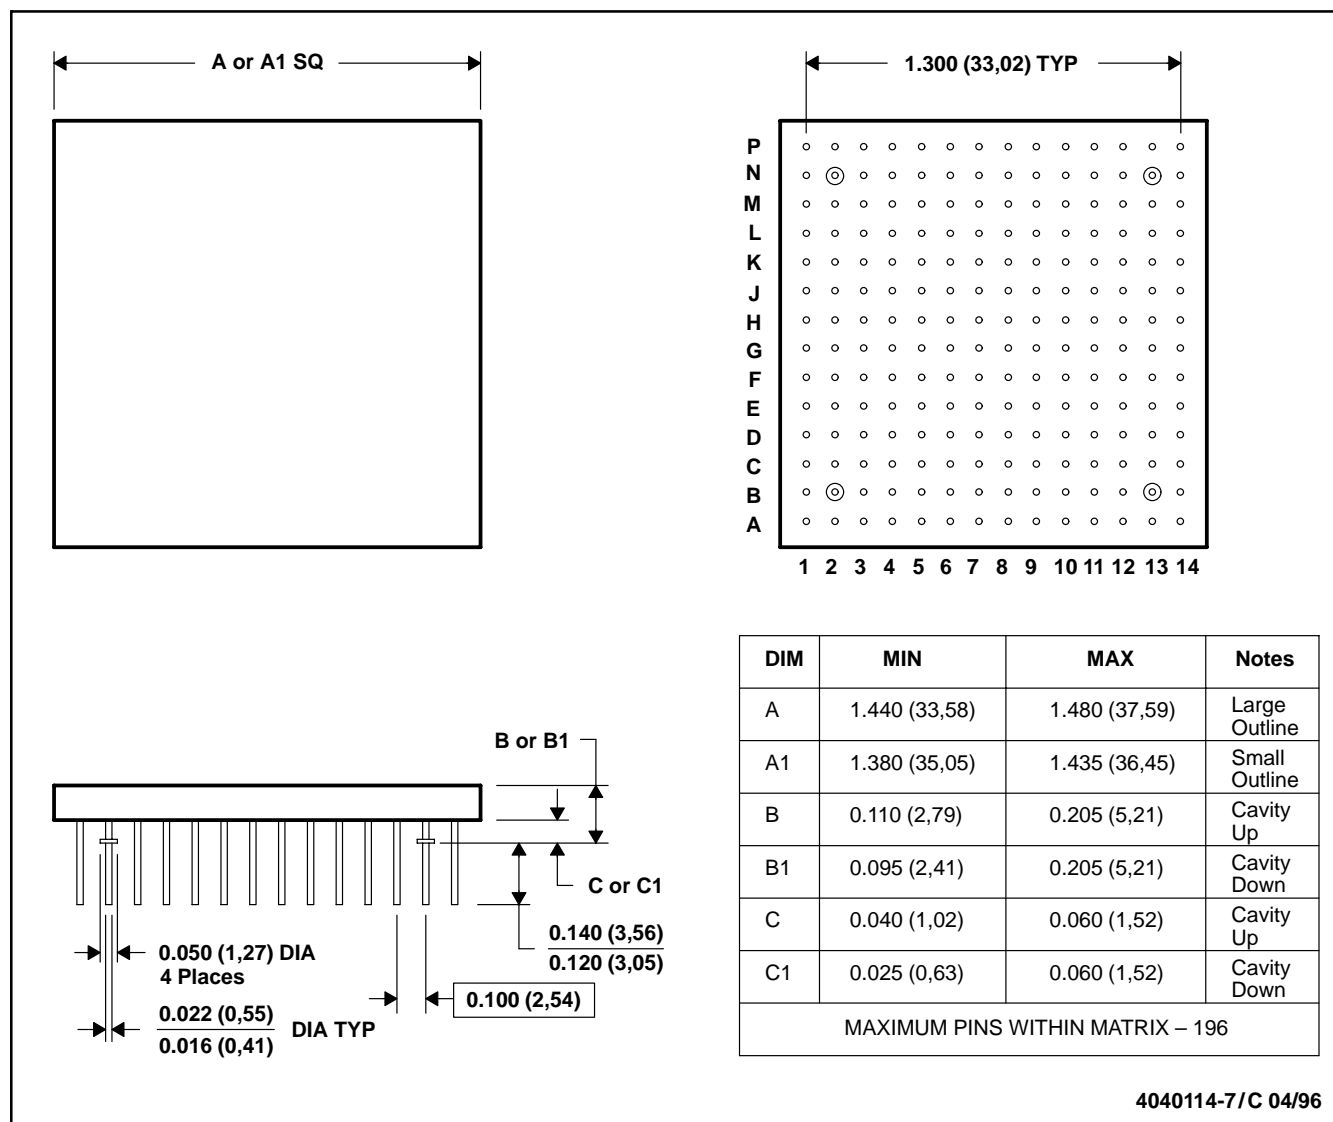 A or A1 SQ
1.300 (33,02) TYP
P
N
M
L
K
J
H
G
F
E
D
C
B
A
1 2 3 4 5 6 7 8 9 10 11 12 13 14
B or B1
C or C1
0.140 (3,56)
0.120 (3,05)
0.050 (1,27) DIA
4 Places
0.100 (2,54)
0.022 (0,55)
0.016 (0,41)
DIA TYP
DIM MIN MAX Notes
A 1.440 (33,58) 1.480 (37,59) Large Outline
A1 1.380 (35,05) 1.435 (36,45) Small Outline
B 0.110 (2,79) 0.205 (5,21) Cavity Up
B1 0.095 (2,41) 0.205 (5,21) Cavity Down
C 0.040 (1,02) 0.060 (1,52) Cavity Up
C1 0.025 (0,63) 0.060 (1,52) Cavity Down
MAXIMUM PINS WITHIN MATRIX – 196
4040114-7/C 04/96